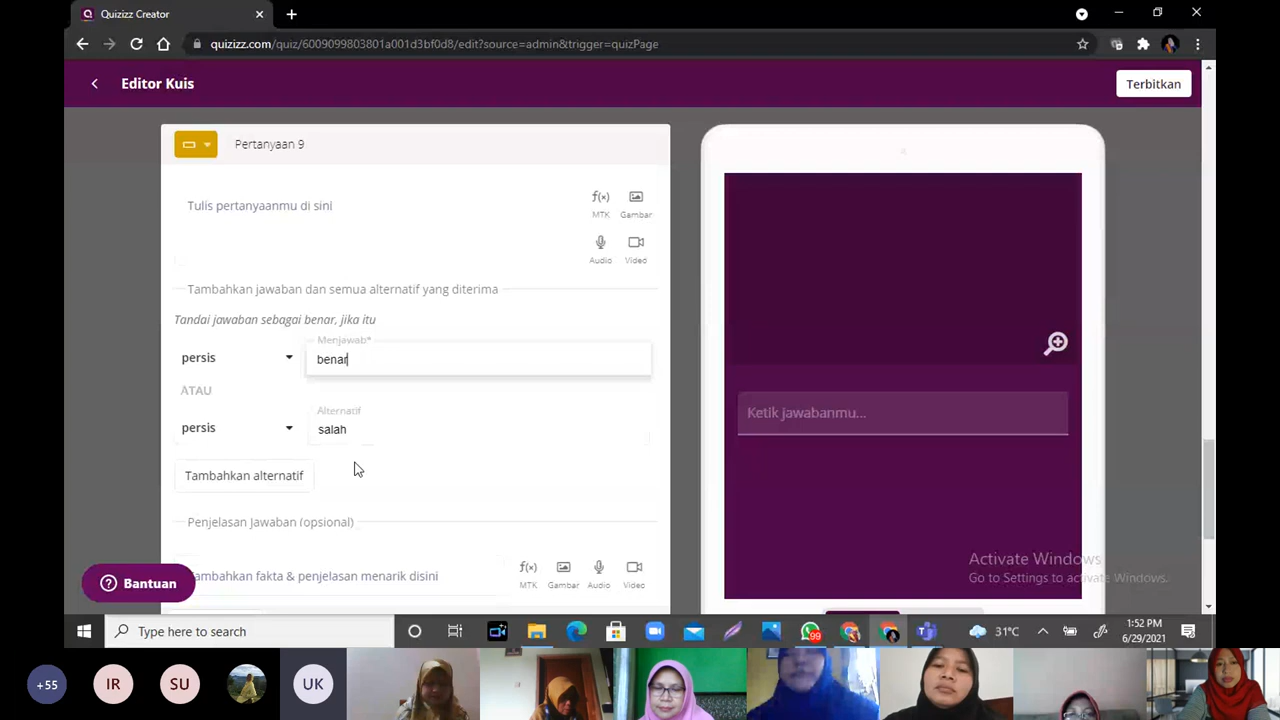 Quizizz Creator
quizizz.com/quiz/6009099803801a001d3bf0d8/edit?source=admin&trigger=quizPage
Editor Kuis
Terbitkan
Pertanyaan 9
Tulis pertanyaanmu di sini
f(x)
MTK
Gambar
Audio
Video
Tambahkan jawaban dan semua alternatif yang diterima
Tandai jawaban sebagai benar, jika itu
Menjawab*
persis
benar
ATAU
Alternatif
persis
salah
Tambahkan alternatif
Penjelasan Jawaban (opsional)
Tambahkan fakta & penjelasan menarik disini
f(x)
MTK
Gambar
Audio
Video
Bantuan
Ketik jawabanmu...
Activate Windows
Go to Settings to activate Windows.
Type here to search
99
31°C
1:52 PM
6/29/2021
+55
IR
SU
UK